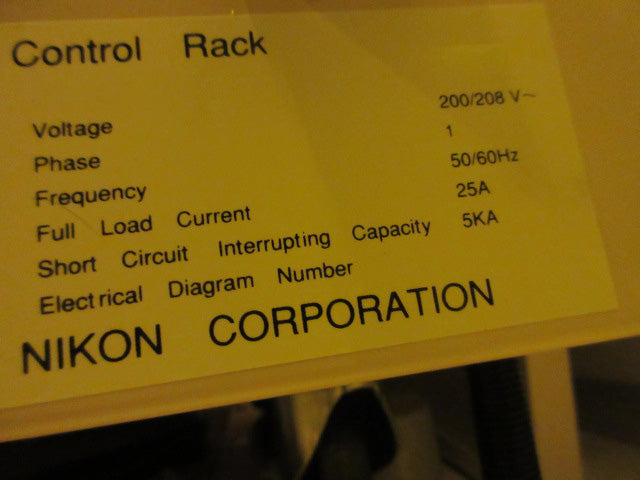 Control Rack
Voltage 200/208 V~
Phase 1
Frequency 50/60Hz
Full Load Current 25A
Short Circuit Interrupting Capacity 5KA
Electrical Diagram Number
NIKON CORPORATION